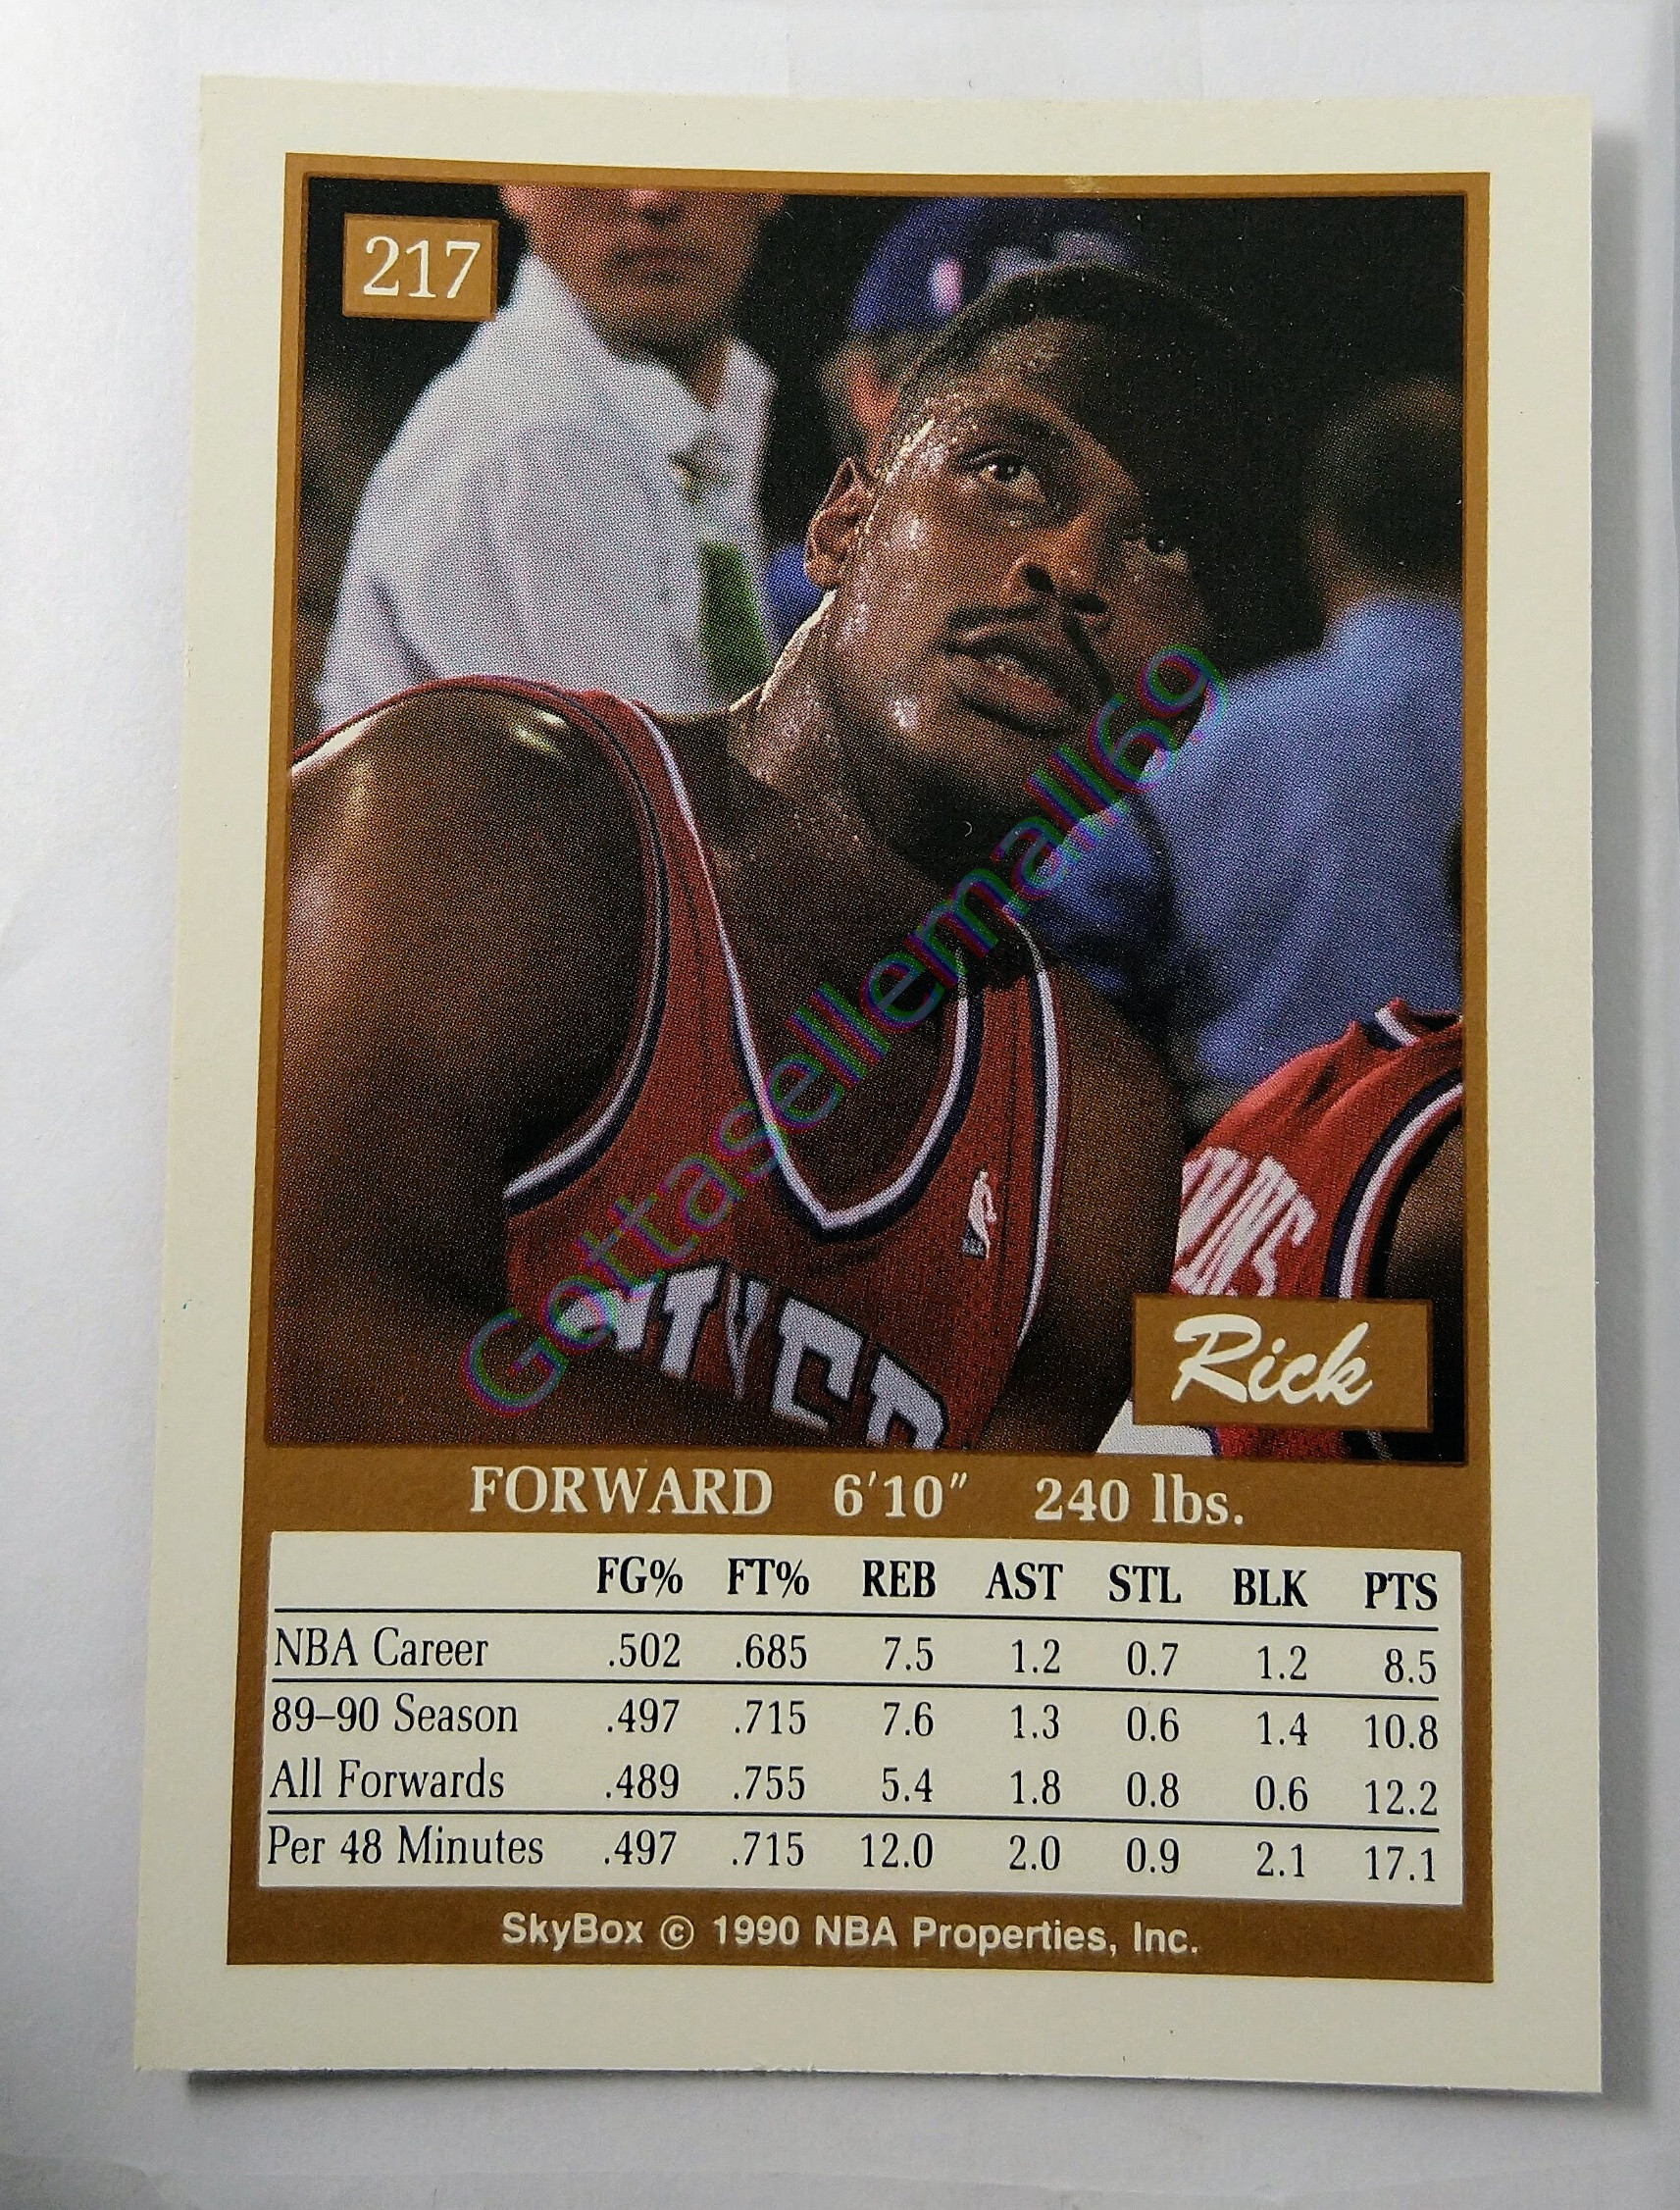 217
Gottasellemall69
Rick
FORWARD 6'10" 240 lbs.
FG% FT% REB AST STL BLK PTS
NBA Career .502 .685 7.5 1.2 0.7 1.2 8.5
89–90 Season .497 .715 7.6 1.3 0.6 1.4 10.8
All Forwards .489 .755 5.4 1.8 0.8 0.6 12.2
Per 48 Minutes .497 .715 12.0 2.0 0.9 2.1 17.1
SkyBox © 1990 NBA Properties, Inc.